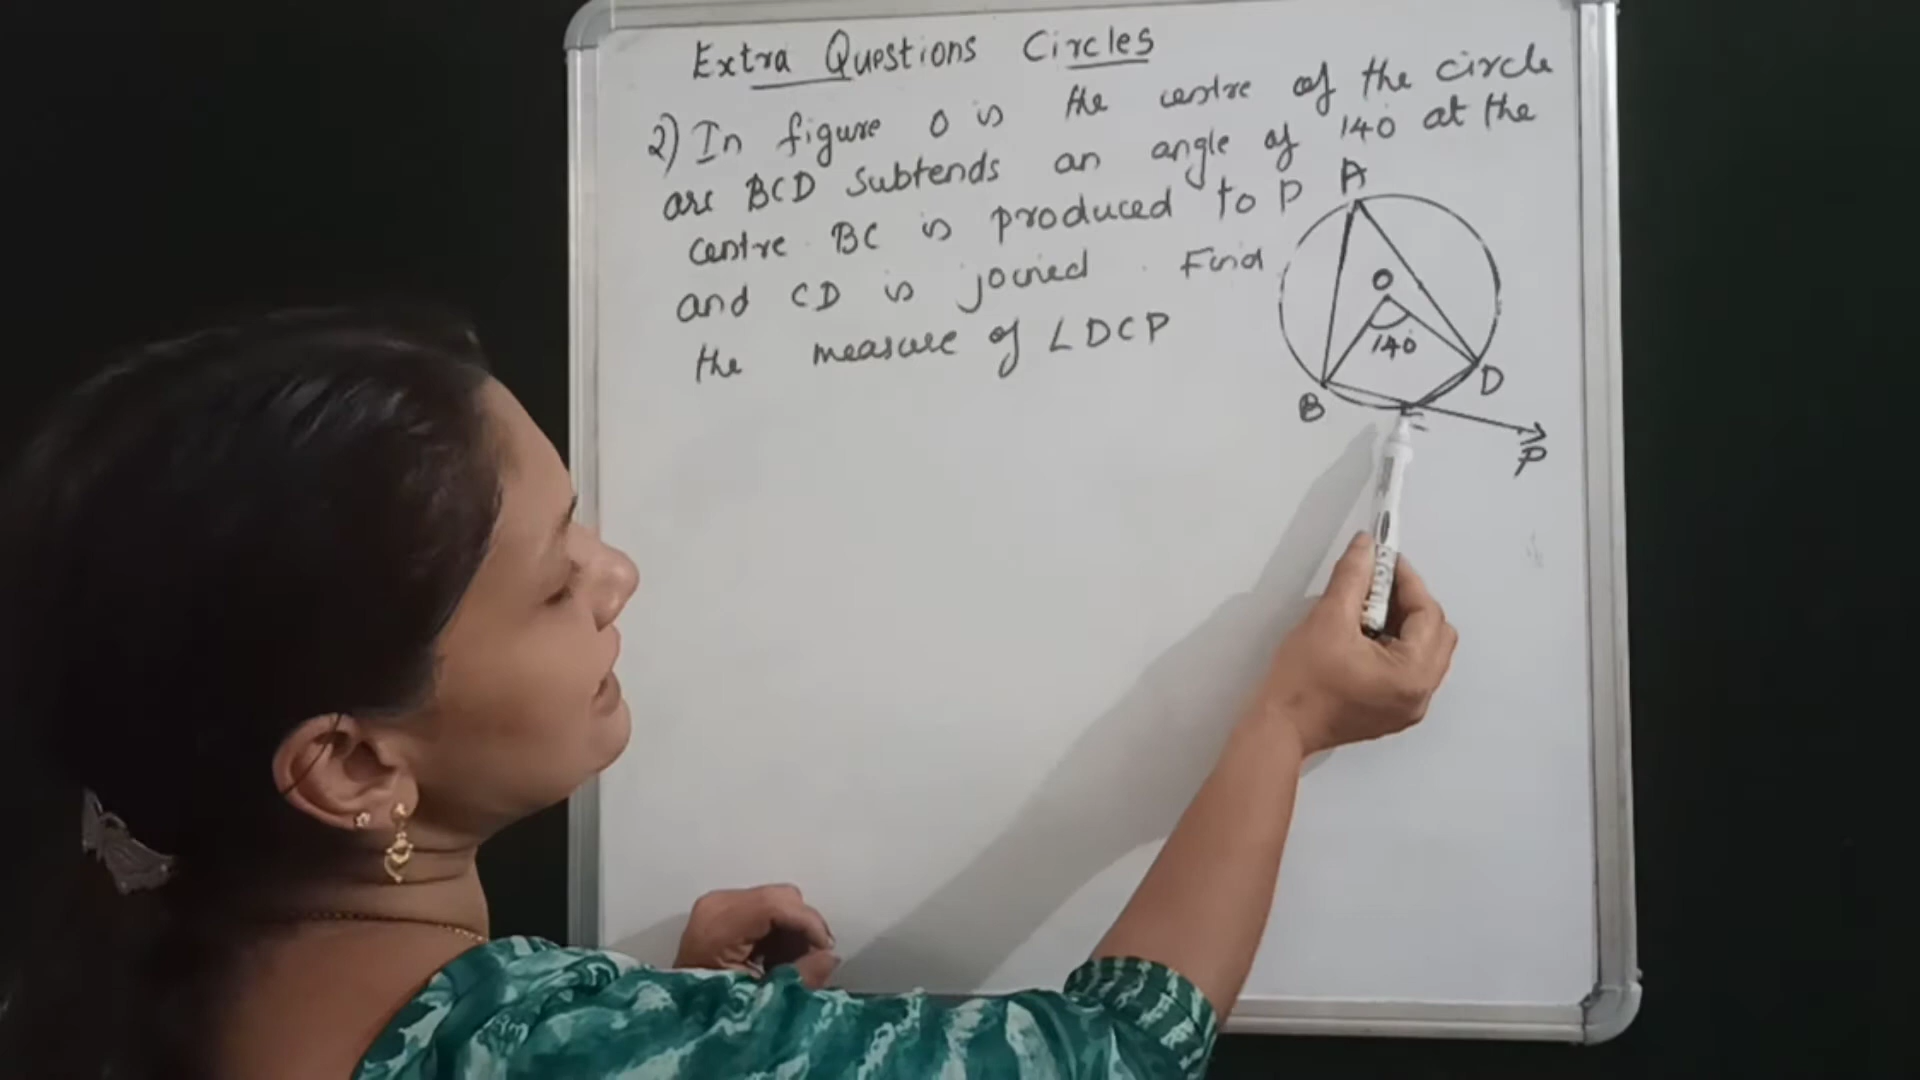 Extra Questions Circles
2) In figure O is the centre of the circle
arc BCD Subtends an angle of 140° at the
centre. BC is produced to P
and CD is joined. Find
the measure of ∠DCP
A
O
140°
D
B
P